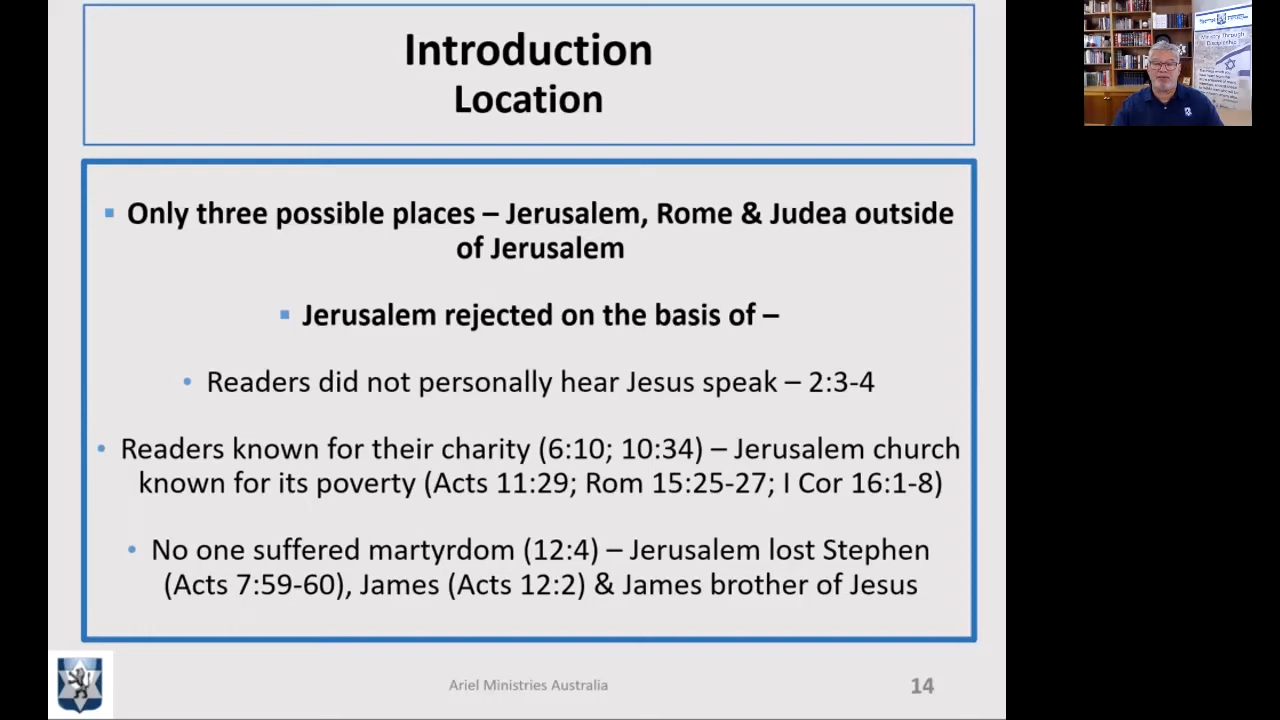 Introduction
Location
Only three possible places – Jerusalem, Rome & Judea outside
of Jerusalem
Jerusalem rejected on the basis of –
Readers did not personally hear Jesus speak – 2:3-4
Readers known for their charity (6:10; 10:34) – Jerusalem church
known for its poverty (Acts 11:29; Rom 15:25-27; I Cor 16:1-8)
No one suffered martyrdom (12:4) – Jerusalem lost Stephen
(Acts 7:59-60), James (Acts 12:2) & James brother of Jesus
Ariel Ministries Australia
14
Ministry Through
Discipleship